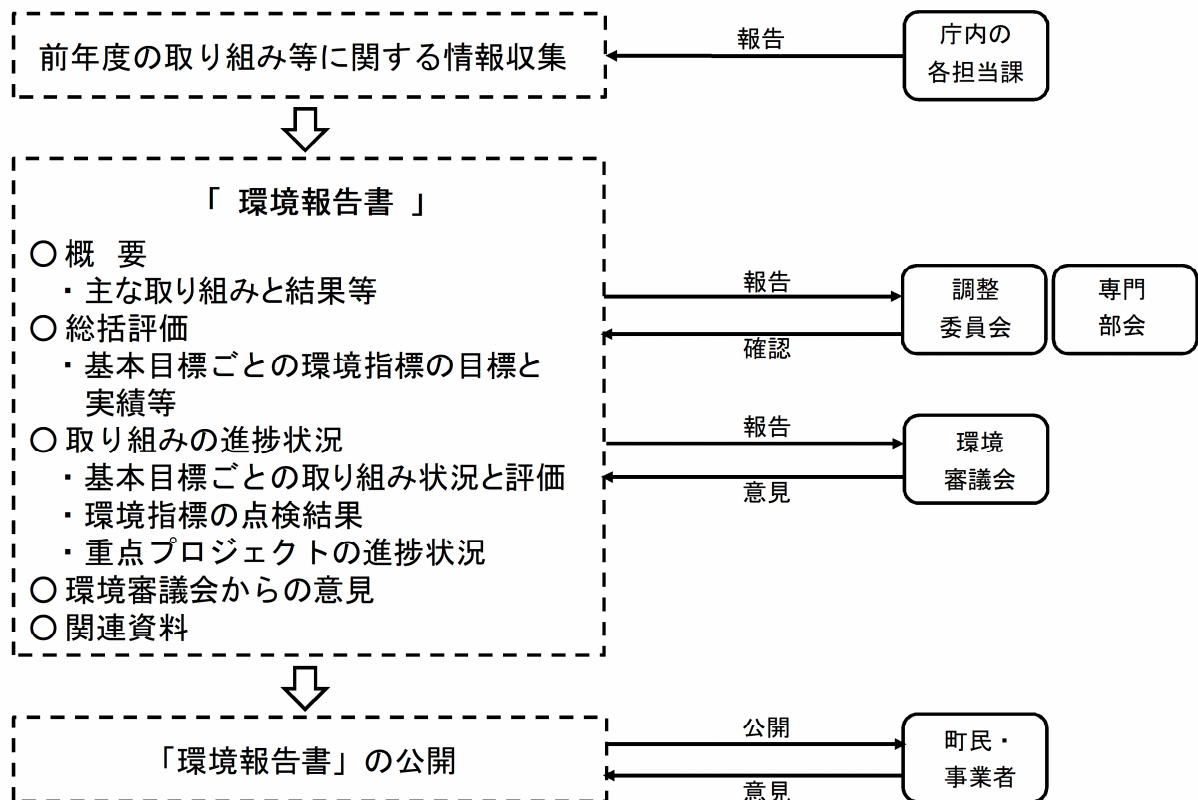 前年度の取り組み等に関する情報収集
報告
庁内の
各担当課
「 環境報告書 」
〇 概 要
・ 主な取り組みと結果等
〇 総括評価
・ 基本目標ごとの環境指標の目標と
実績等
〇 取り組みの進捗状況
・ 基本目標ごとの取り組み状況と評価
・ 環境指標の点検結果
・ 重点プロジェクトの進捗状況
〇 環境審議会からの意見
〇 関連資料
報告
確認
調整
委員会
専門
部会
報告
意見
環境
審議会
「環境報告書」の公開
公開
意見
町民・
事業者